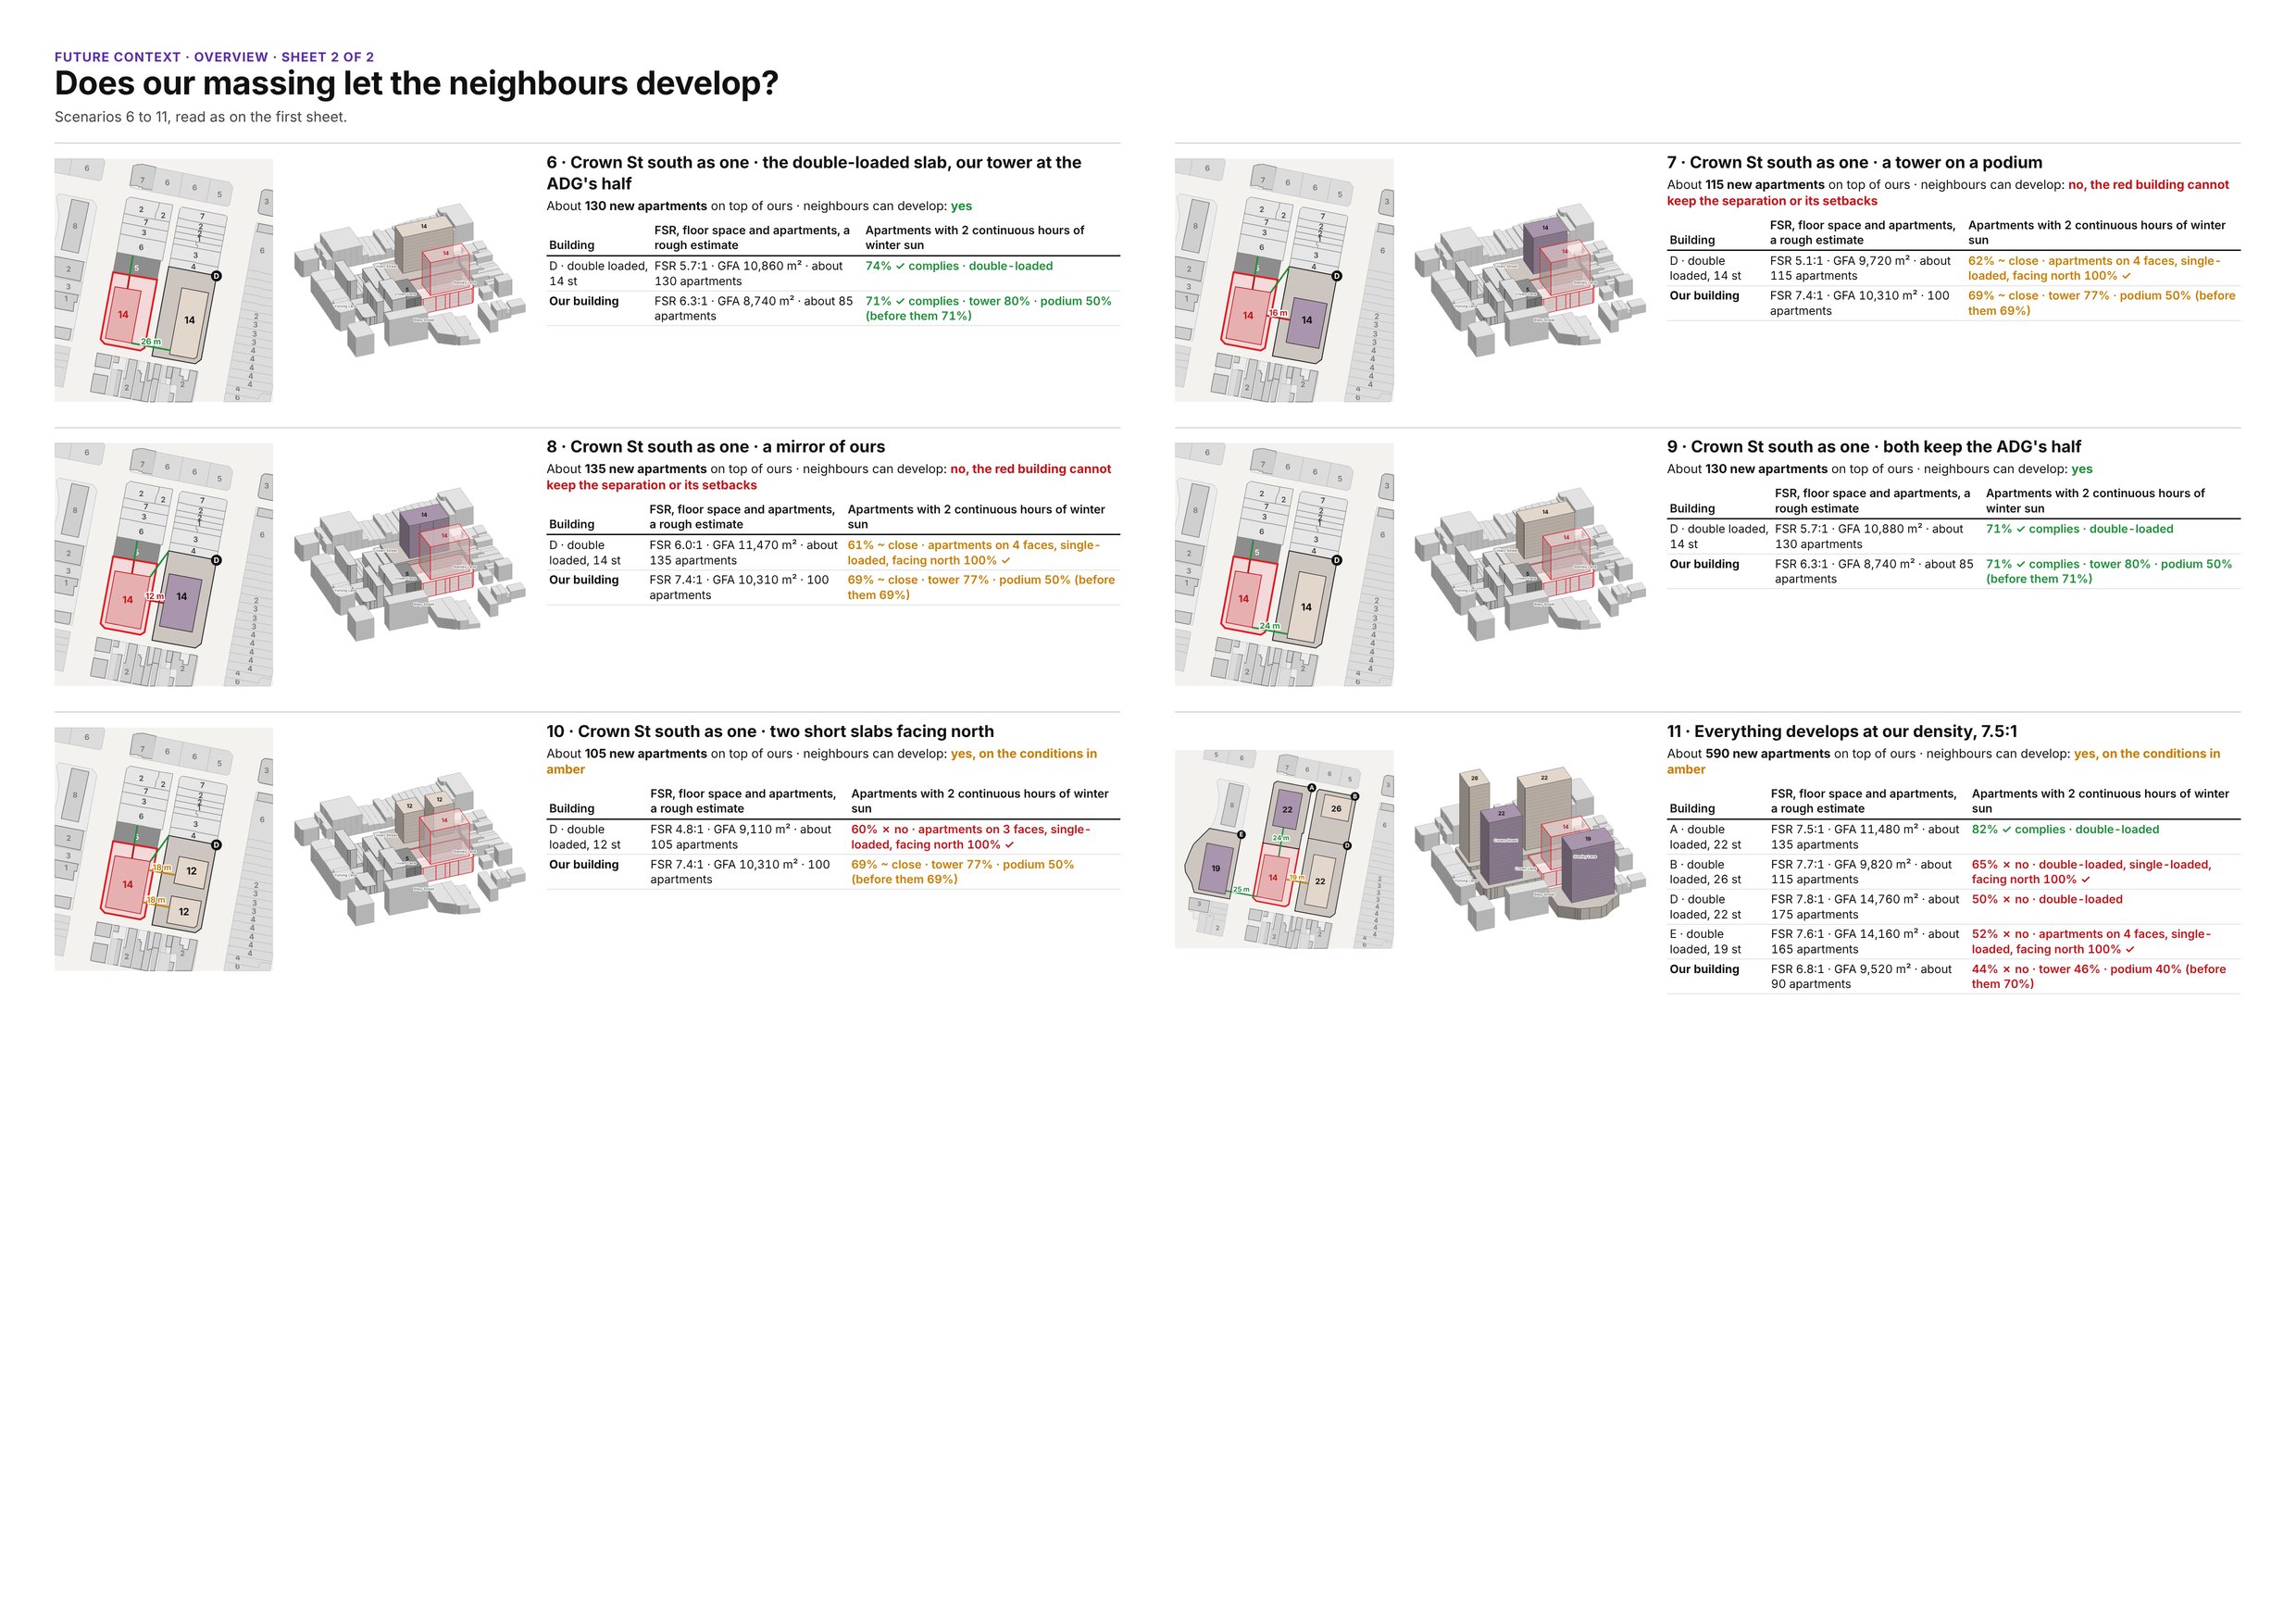 FUTURE CONTEXT · OVERVIEW · SHEET 2 OF 2
Does our massing let the neighbours develop?
Scenarios 6 to 11, read as on the first sheet.
6 · Crown St south as one · the double-loaded slab, our tower at the
ADG's half
About 130 new apartments on top of ours · neighbours can develop: yes
Building
FSR, floor space and apartments, a
rough estimate
Apartments with 2 continuous hours of
winter sun
D · double loaded,
14 st
FSR 5.7:1 · GFA 10,860 m² · about
130 apartments
74% ✓ complies · double-loaded
Our building
FSR 6.3:1 · GFA 8,740 m² · about 85
apartments
71% ✓ complies · tower 80% · podium 50%
(before them 71%)
14
14
26 m
D
7 · Crown St south as one · a tower on a podium
About 115 new apartments on top of ours · neighbours can develop: no, the red building cannot
keep the separation or its setbacks
Building
FSR, floor space and apartments,
a rough estimate
Apartments with 2 continuous hours of winter
sun
D · double
loaded, 14 st
FSR 5.1:1 · GFA 9,720 m² · about
115 apartments
62% ~ close · apartments on 4 faces, single-
loaded, facing north 100% ✓
Our building
FSR 7.4:1 · GFA 10,310 m² · 100
apartments
69% ~ close · tower 77% · podium 50% (before
them 69%)
14
16 m
14
D
8 · Crown St south as one · a mirror of ours
About 135 new apartments on top of ours · neighbours can develop: no, the red building cannot
keep the separation or its setbacks
Building
FSR, floor space and apartments,
a rough estimate
Apartments with 2 continuous hours of winter
sun
D · double
loaded, 14 st
FSR 6.0:1 · GFA 11,470 m² · about
135 apartments
61% ~ close · apartments on 4 faces, single-
loaded, facing north 100% ✓
Our building
FSR 7.4:1 · GFA 10,310 m² · 100
apartments
69% ~ close · tower 77% · podium 50% (before
them 69%)
14
12 m
14
D
9 · Crown St south as one · both keep the ADG's half
About 130 new apartments on top of ours · neighbours can develop: yes
Building
FSR, floor space and apartments, a
rough estimate
Apartments with 2 continuous hours of
winter sun
D · double loaded,
14 st
FSR 5.7:1 · GFA 10,880 m² · about
130 apartments
71% ✓ complies · double-loaded
Our building
FSR 6.3:1 · GFA 8,740 m² · about 85
apartments
71% ✓ complies · tower 80% · podium 50%
(before them 71%)
14
14
24 m
D
10 · Crown St south as one · two short slabs facing north
About 105 new apartments on top of ours · neighbours can develop: yes, on the conditions in
amber
Building
FSR, floor space and apartments,
a rough estimate
Apartments with 2 continuous hours of winter
sun
D · double
loaded, 12 st
FSR 4.8:1 · GFA 9,110 m² · about
105 apartments
60% × no · apartments on 3 faces, single-
loaded, facing north 100% ✓
Our building
FSR 7.4:1 · GFA 10,310 m² · 100
apartments
69% ~ close · tower 77% · podium 50%
(before them 69%)
14
18 m
12
18 m
12
D
11 · Everything develops at our density, 7.5:1
About 590 new apartments on top of ours · neighbours can develop: yes, on the conditions in
amber
Building
FSR, floor space and apartments,
a rough estimate
Apartments with 2 continuous hours of winter
sun
A · double
loaded, 22 st
FSR 7.5:1 · GFA 11,480 m² · about
135 apartments
82% ✓ complies · double-loaded
B · double
loaded, 26 st
FSR 7.7:1 · GFA 9,820 m² · about
115 apartments
65% × no · double-loaded, single-loaded,
facing north 100% ✓
D · double
loaded, 22 st
FSR 7.8:1 · GFA 14,760 m² · about
175 apartments
50% × no · double-loaded
E · double
loaded, 19 st
FSR 7.6:1 · GFA 14,160 m² · about
165 apartments
52% × no · apartments on 4 faces, single-
loaded, facing north 100% ✓
Our building
FSR 6.8:1 · GFA 9,520 m² · about
90 apartments
44% × no · tower 46% · podium 40% (before
them 70%)
A
22
B
26
24 m
E
19
D
14
19 m
22
25 m